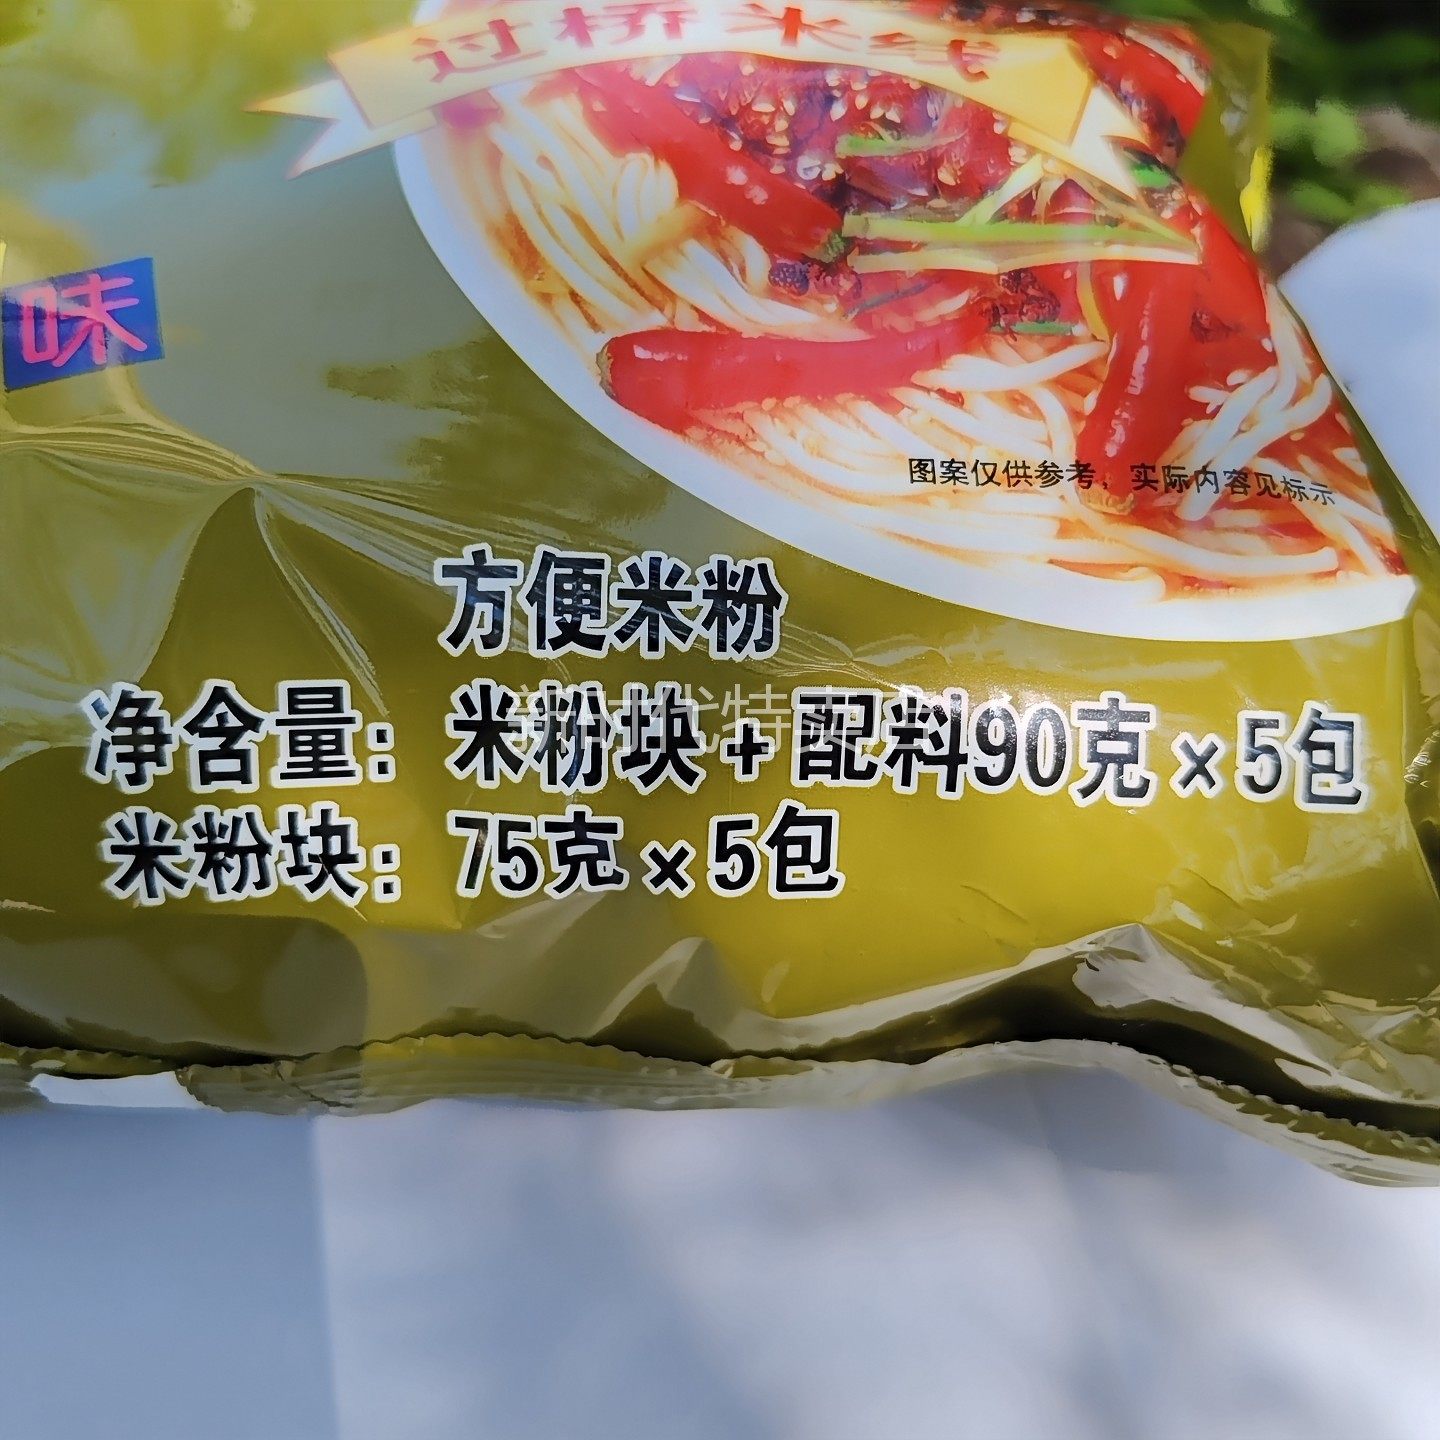 过桥米线
味
图案仅供参考，实际内容见标示
方便米粉
净含量：米粉块+配料90克×5包
米粉块：75克×5包